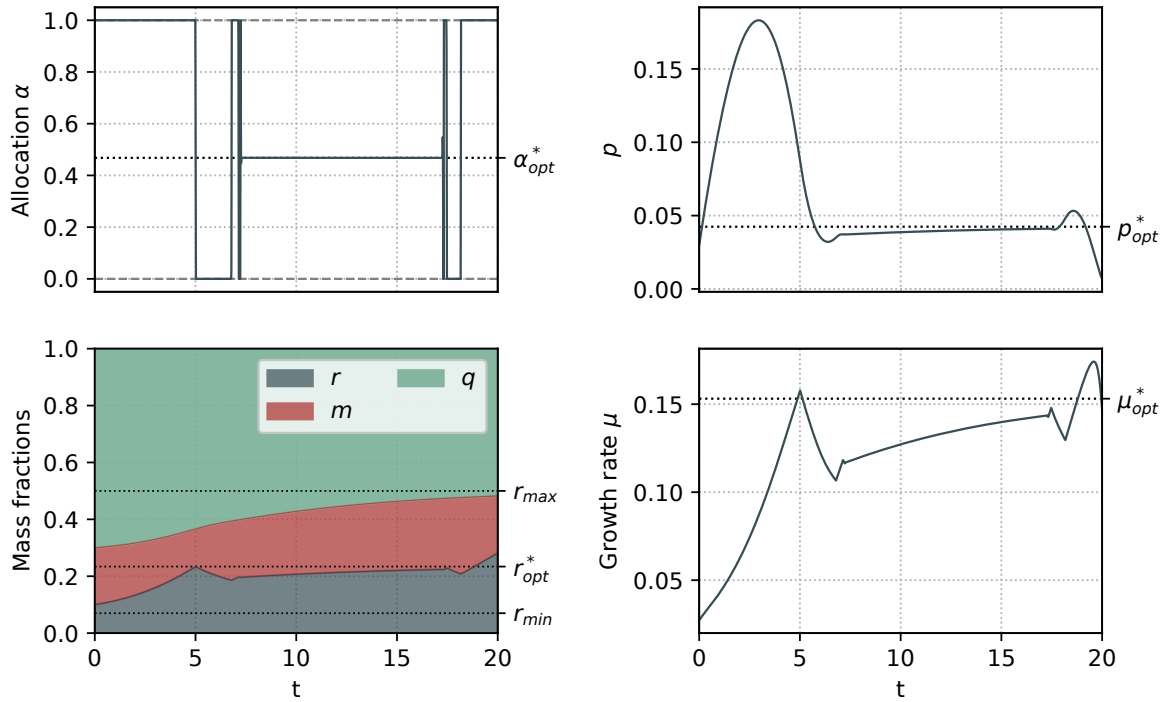 Allocation α
1.0
0.8
0.6
0.4
0.2
0.0
α*opt
p
0.15
0.10
0.05
0.00
p*opt
Mass fractions
1.0
0.8
0.6
0.4
0.2
0.0
r
m
q
rmax
r*opt
rmin
0 5 10 15 20
t
Growth rate μ
0.15
0.10
0.05
μ*opt
0 5 10 15 20
t